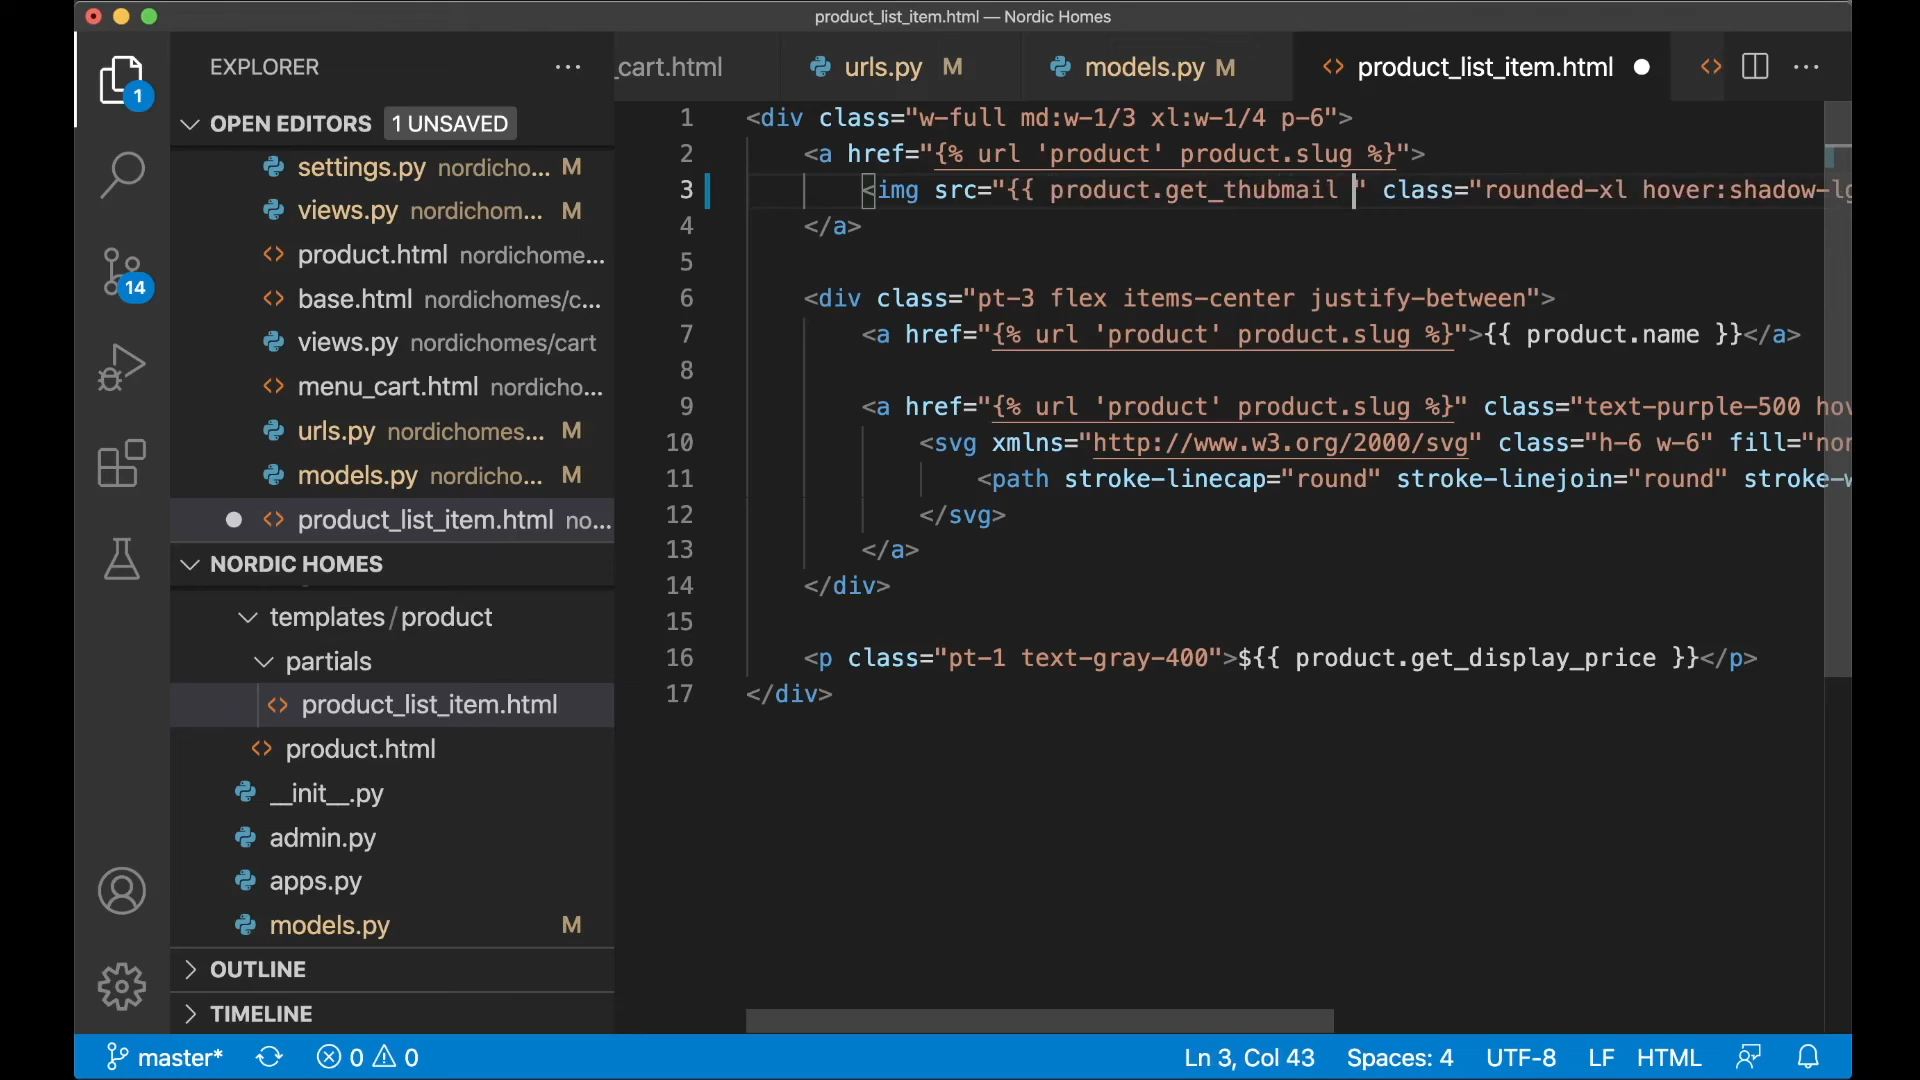 product_list_item.html — Nordic Homes
EXPLORER
_cart.html
urls.py M
models.py M
product_list_item.html
1
OPEN EDITORS 1 UNSAVED
settings.py nordicho... M
views.py nordichom... M
product.html nordichome...
base.html nordichomes/c...
views.py nordichomes/cart
menu_cart.html nordicho...
urls.py nordichomes... M
models.py nordicho... M
product_list_item.html no...
14
NORDIC HOMES
templates/product
partials
product_list_item.html
product.html
__init__.py
admin.py
apps.py
models.py M
OUTLINE
TIMELINE
1 <div class="w-full md:w-1/3 xl:w-1/4 p-6">
2 <a href="{% url 'product' product.slug %}">
3 <img src="{{ product.get_thubmail " class="rounded-xl hover:shadow-lg
4 </a>
5
6 <div class="pt-3 flex items-center justify-between">
7 <a href="{% url 'product' product.slug %}">{{ product.name }}</a>
8
9 <a href="{% url 'product' product.slug %}" class="text-purple-500 hov
10 <svg xmlns="http://www.w3.org/2000/svg" class="h-6 w-6" fill="non
11 <path stroke-linecap="round" stroke-linejoin="round" stroke-w
12 </svg>
13 </a>
14 </div>
15
16 <p class="pt-1 text-gray-400">${{ product.get_display_price }}</p>
17 </div>
master* 0 0 Ln 3, Col 43 Spaces: 4 UTF-8 LF HTML